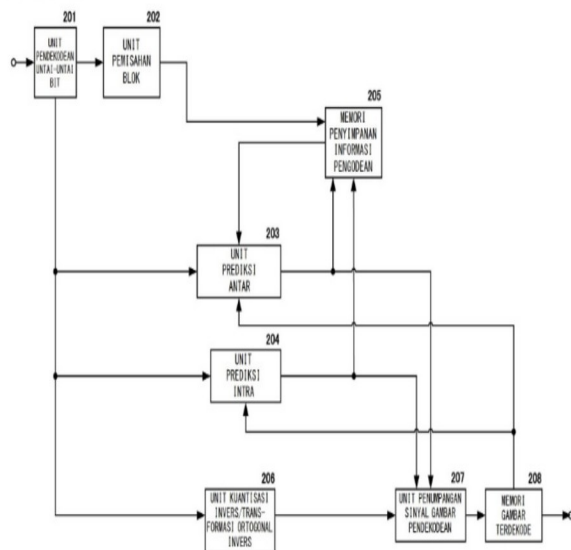 201
UNIT
PENDEKODEAN
UNTAI-UNTAI
BIT
202
UNIT
PEMISAHAN
BLOK
205
MEMORI
PENYIMPANAN
INFORMASI
PENGODEAN
203
UNIT
PREDIKSI
ANTAR
204
UNIT
PREDIKSI
INTRA
206
UNIT KUANTISASI
INVERS/TRANS-
FORMASI ORTOGONAL
INVERS
207
UNIT PENUMPANGAN
SINYAL GAMBAR
PENDEKODEAN
208
MEMORI
GAMBAR
TERDEKODE